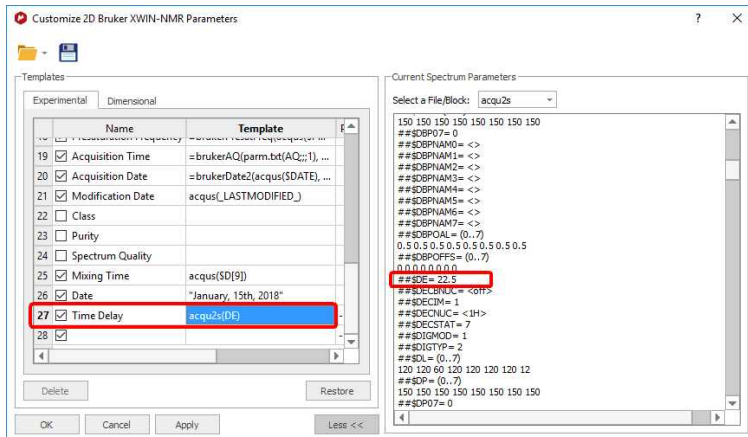 Customize 2D Bruker XWIN-NMR Parameters
?
Templates
Experimental
Dimensional
Name
Template
19 Acquisition Time =brukerAQ(parm.txt(AQ;;;1), ...
20 Acquisition Date =brukerDate2(acqus($DATE), ...
21 Modification Date acqus(_LASTMODIFIED_)
22 Class
23 Purity
24 Spectrum Quality
25 Mixing Time acqus($D[9])
26 Date "January, 15th, 2018"
27 Time Delay acqu2s(DE)
28
Delete
Restore
OK
Cancel
Apply
Less <<
Current Spectrum Parameters
Select a File/Block: acqu2s
150 150 150 150 150 150 150 150
##$DBP07= 0
##$DBPNAM0= <>
##$DBPNAM1= <>
##$DBPNAM2= <>
##$DBPNAM3= <>
##$DBPNAM4= <>
##$DBPNAM5= <>
##$DBPNAM6= <>
##$DBPNAM7= <>
##$DBPOAL= (0..7)
0.5 0.5 0.5 0.5 0.5 0.5 0.5 0.5
##$DBPOFFS= (0..7)
0 0 0 0 0 0 0 0
##$DE= 22.5
##$DECBNUC= <off>
##$DECIM= 1
##$DECNUC= <1H>
##$DECSTAT= 7
##$DIGMOD= 1
##$DIGTYP= 2
##$DL= (0..7)
120 120 60 120 120 120 120 12
##$DP= (0..7)
150 150 150 150 150 150 150 150
##$DP07= 0